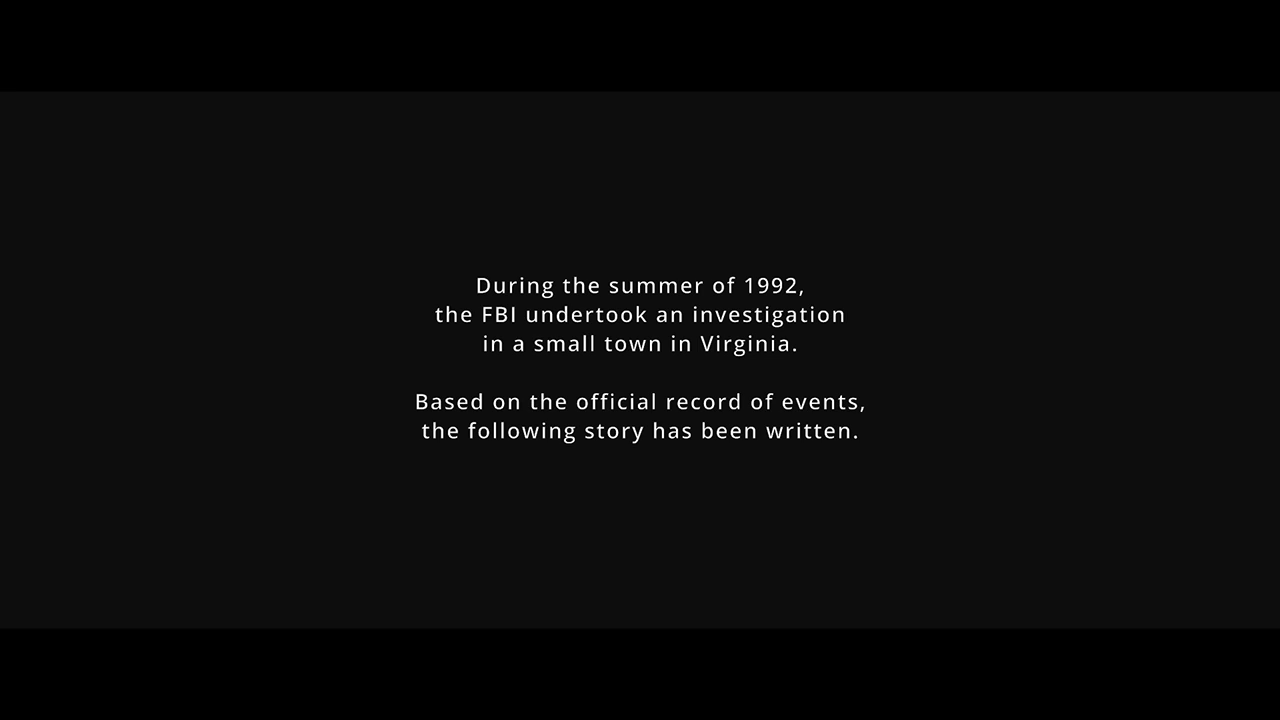 During the summer of 1992,
the FBI undertook an investigation
in a small town in Virginia.
Based on the official record of events,
the following story has been written.